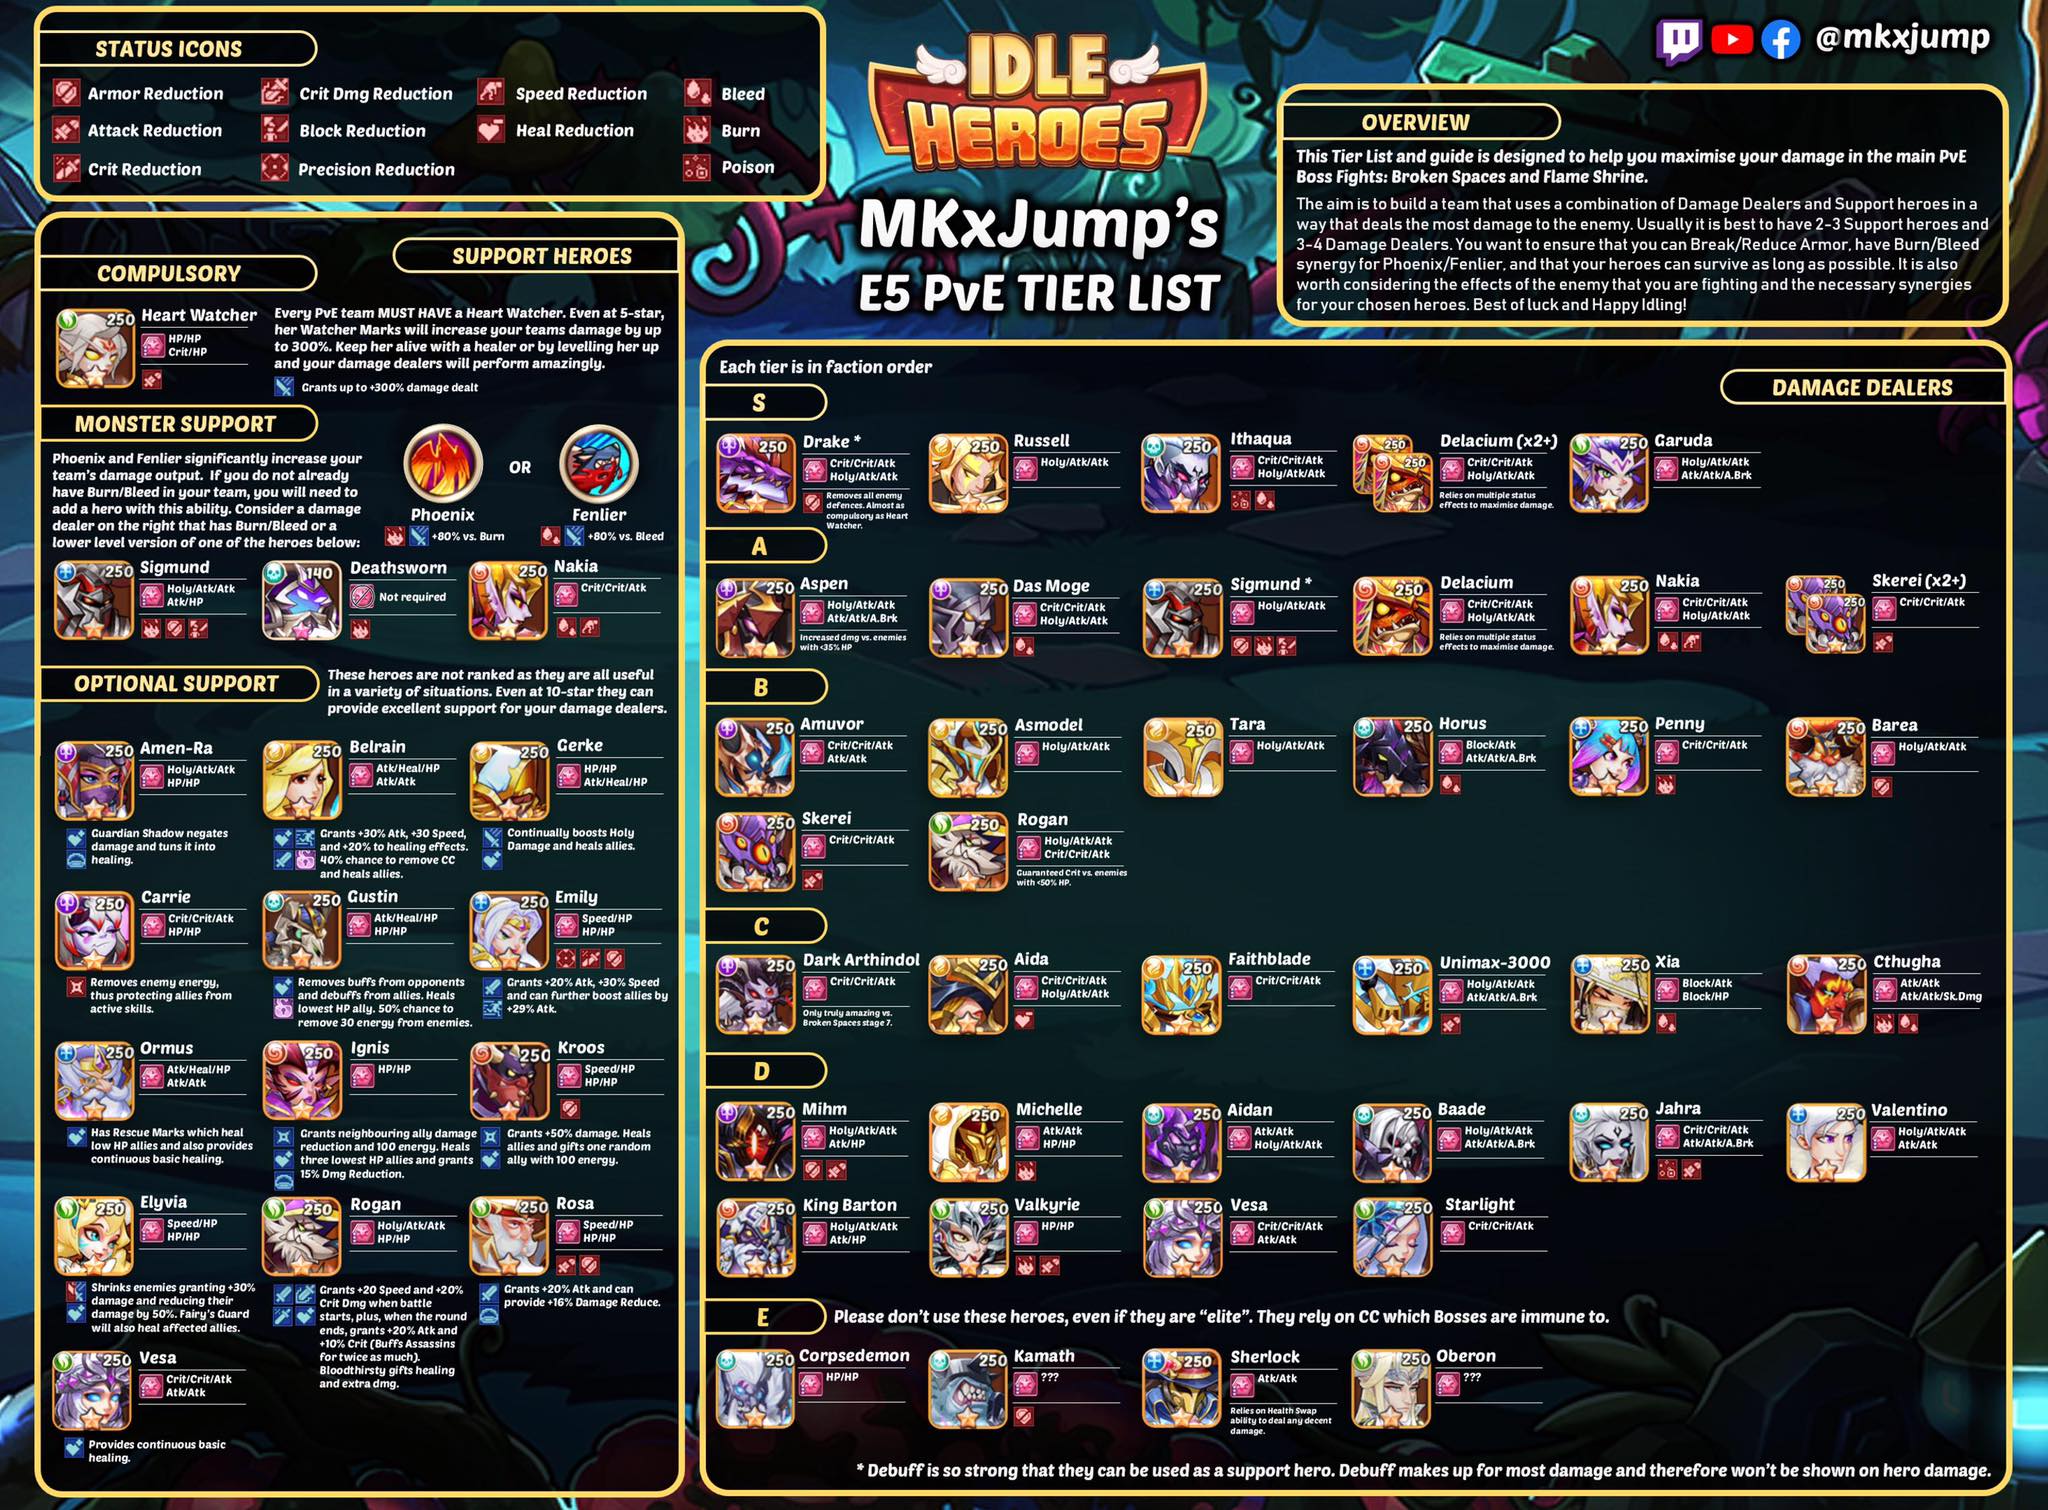 STATUS ICONS
Armor Reduction
Crit Dmg Reduction
Speed Reduction
Bleed
Attack Reduction
Block Reduction
Heal Reduction
Burn
Crit Reduction
Precision Reduction
Poison
IDLE
HEROES
MKxJump's
E5 PvE TIER LIST
@mkxjump
OVERVIEW
This Tier List and guide is designed to help you maximise your damage in the main PvE
Boss Fights: Broken Spaces and Flame Shrine.
The aim is to build a team that uses a combination of Damage Dealers and Support heroes in a
way that deals the most damage to the enemy. Usually it is best to have 2-3 Support heroes and
3-4 Damage Dealers. You want to ensure that you can Break/Reduce Armor, have Burn/Bleed
synergy for Phoenix/Fenlier, and that your heroes can survive as long as possible. It is also
worth considering the effects of the enemy that you are fighting and the necessary synergies
for your chosen heroes. Best of luck and Happy Idling!
SUPPORT HEROES
COMPULSORY
250
Heart Watcher
HP/HP
Crit/HP
Every PvE team MUST HAVE a Heart Watcher. Even at 5-star,
her Watcher Marks will increase your teams damage by up
to 300%. Keep her alive with a healer or by levelling her up
and your damage dealers will perform amazingly.
Grants up to +300% damage dealt
MONSTER SUPPORT
Phoenix and Fenlier significantly increase your
team's damage output. If you do not already
have Burn/Bleed in your team, you will need to
add a hero with this ability. Consider a damage
dealer on the right that has Burn/Bleed or a
lower level version of one of the heroes below:
OR
Phoenix
+80% vs. Burn
Fenlier
+80% vs. Bleed
250
Sigmund
Holy/Atk/Atk
Atk/HP
140
Deathsworn
Not required
250
Nakia
Crit/Crit/Atk
OPTIONAL SUPPORT
These heroes are not ranked as they are all useful
in a variety of situations. Even at 10-star they can
provide excellent support for your damage dealers.
250
Amen-Ra
Holy/Atk/Atk
HP/HP
Guardian Shadow negates
damage and tuns it into
healing.
250
Belrain
Atk/Heal/HP
Atk/Atk
Grants +30% Atk, +30 Speed,
and +20% to healing effects.
40% chance to remove CC
and heals allies.
250
Gerke
HP/HP
Atk/Heal/HP
Continually boosts Holy
Damage and heals allies.
250
Carrie
Crit/Crit/Atk
HP/HP
Removes enemy energy,
thus protecting allies from
active skills.
250
Gustin
Atk/Heal/HP
HP/HP
Removes buffs from opponents
and debuffs from allies. Heals
lowest HP ally. 50% chance to
remove 30 energy from enemies.
250
Emily
Speed/HP
HP/HP
Grants +20% Atk, +30% Speed
and can further boost allies by
+29% Atk.
250
Ormus
Atk/Heal/HP
Atk/Atk
Has Rescue Marks which heal
low HP allies and also provides
continuous basic healing.
250
Ignis
HP/HP
Grants neighbouring ally damage
reduction and 100 energy. Heals
three lowest HP allies and grants
15% Dmg Reduction.
250
Kroos
Speed/HP
HP/HP
Grants +50% damage. Heals
allies and gifts one random
ally with 100 energy.
250
Elyvia
Speed/HP
HP/HP
Shrinks enemies granting +30%
damage and reducing their
damage by 50%. Fairy's Guard
will also heal affected allies.
250
Rogan
Holy/Atk/Atk
HP/HP
Grants +20 Speed and +20%
Crit Dmg when battle
starts, plus, when the round
ends, grants +20% Atk and
+10% Crit (Buffs Assassins
for twice as much).
Bloodthirsty gifts healing
and extra dmg.
250
Rosa
Speed/HP
HP/HP
Grants +20% Atk and can
provide +16% Damage Reduce.
250
Vesa
Crit/Crit/Atk
Atk/Atk
Provides continuous basic
healing.
Each tier is in faction order
DAMAGE DEALERS
S
250
Drake *
Crit/Crit/Atk
Holy/Atk/Atk
Removes all enemy
defences. Almost as
compulsory as Heart
Watcher.
250
Russell
Holy/Atk/Atk
250
Ithaqua
Crit/Crit/Atk
Holy/Atk/Atk
250
250
Delacium (x2+)
Crit/Crit/Atk
Holy/Atk/Atk
Relies on multiple status
effects to maximise damage.
250
Garuda
Holy/Atk/Atk
Atk/Atk/A.Brk
A
250
Aspen
Holy/Atk/Atk
Atk/Atk/A.Brk
Increased dmg vs. enemies
with <35% HP
250
Das Moge
Crit/Crit/Atk
Holy/Atk/Atk
250
Sigmund *
Holy/Atk/Atk
250
Delacium
Crit/Crit/Atk
Holy/Atk/Atk
Relies on multiple status
effects to maximise damage.
250
Nakia
Crit/Crit/Atk
Holy/Atk/Atk
250
250
Skerei (x2+)
Crit/Crit/Atk
B
250
Amuvor
Crit/Crit/Atk
Atk/Atk
250
Asmodel
Holy/Atk/Atk
250
Tara
Holy/Atk/Atk
250
Horus
Block/Atk
Atk/Atk/A.Brk
250
Penny
Crit/Crit/Atk
250
Barea
Holy/Atk/Atk
250
Skerei
Crit/Crit/Atk
250
Rogan
Holy/Atk/Atk
Crit/Crit/Atk
Guaranteed Crit vs. enemies
with <50% HP.
C
250
Dark Arthindol
Crit/Crit/Atk
Only truly amazing vs.
Broken Spaces stage 7.
250
Aida
Crit/Crit/Atk
Holy/Atk/Atk
250
Faithblade
Crit/Crit/Atk
250
Unimax-3000
Holy/Atk/Atk
Atk/Atk/A.Brk
250
Xia
Block/Atk
Block/HP
250
Cthugha
Atk/Atk
Atk/Atk/Sk.Dmg
D
250
Mihm
Holy/Atk/Atk
Atk/HP
250
Michelle
Atk/Atk
HP/HP
250
Aidan
Atk/Atk
Holy/Atk/Atk
250
Baade
Holy/Atk/Atk
Atk/Atk/A.Brk
250
Jahra
Crit/Crit/Atk
Atk/Atk/A.Brk
250
Valentino
Holy/Atk/Atk
Atk/Atk
250
King Barton
Holy/Atk/Atk
Atk/HP
250
Valkyrie
HP/HP
250
Vesa
Crit/Crit/Atk
Atk/Atk
250
Starlight
Crit/Crit/Atk
E
Please don't use these heroes, even if they are "elite". They rely on CC which Bosses are immune to.
250
Corpsedemon
HP/HP
250
Kamath
???
250
Sherlock
Atk/Atk
Relies on Health Swap
ability to deal any decent
damage.
250
Oberon
???
* Debuff is so strong that they can be used as a support hero. Debuff makes up for most damage and therefore won't be shown on hero damage.